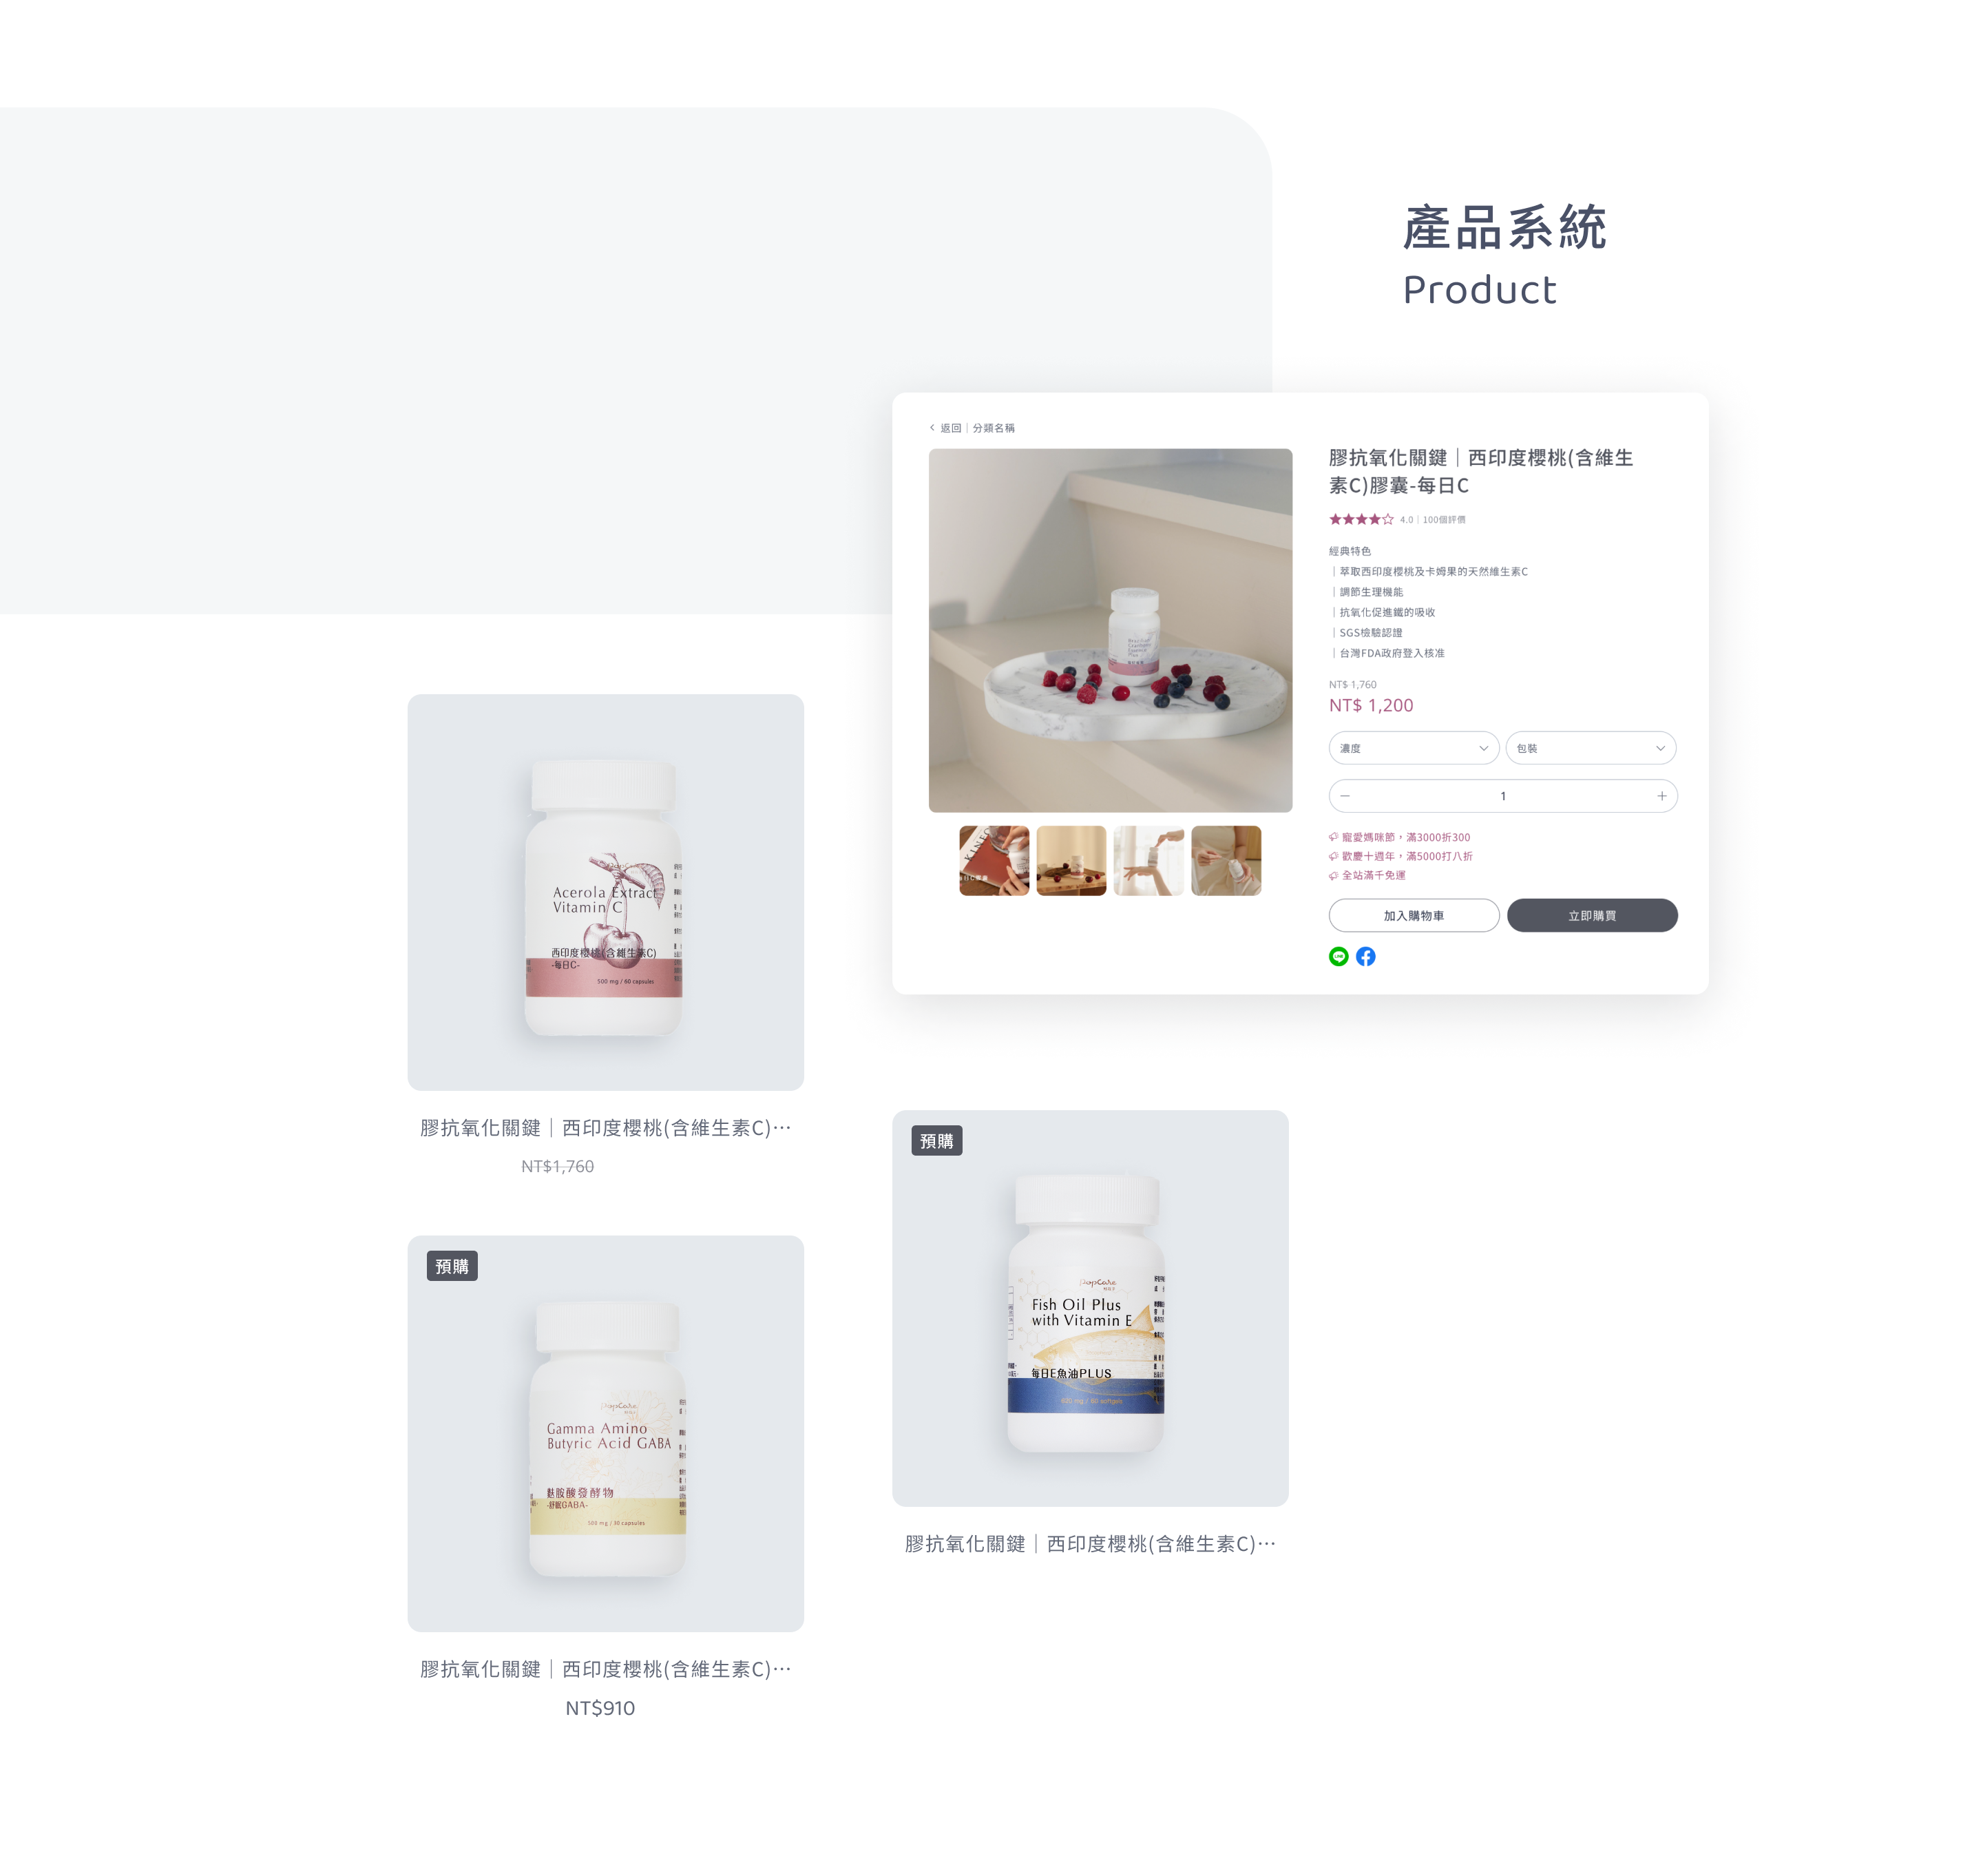 產品系統
Product
返回｜分類名稱
膠抗氧化關鍵｜西印度櫻桃(含維生
素C)膠囊-每日C
4.0｜100個評價
經典特色
｜萃取西印度櫻桃及卡姆果的天然維生素C
｜調節生理機能
｜抗氧化促進鐵的吸收
｜SGS檢驗認證
｜台灣FDA政府登入核准
NT$ 1,760
NT$ 1,200
濃度
包裝
1
寵愛媽咪節，滿3000折300
歡慶十週年，滿5000打八折
全站滿千免運
加入購物車
立即購買
LINE
KINFO
每日C膠囊
PopCare
Acerola Extract
Vitamin C
西印度櫻桃(含維生素C)
-每日C-
500 mg / 60 capsules
膠抗氧化關鍵｜西印度櫻桃(含維生素C)…
NT$1,760
預購
PopCare
Fish Oil Plus
with Vitamin E
每日E魚油PLUS
膠抗氧化關鍵｜西印度櫻桃(含維生素C)…
預購
PopCare
Gamma Amino
Butyric Acid GABA
麩胺酸發酵物
-舒眠GABA-
500 mg / 30 capsules
膠抗氧化關鍵｜西印度櫻桃(含維生素C)…
NT$910